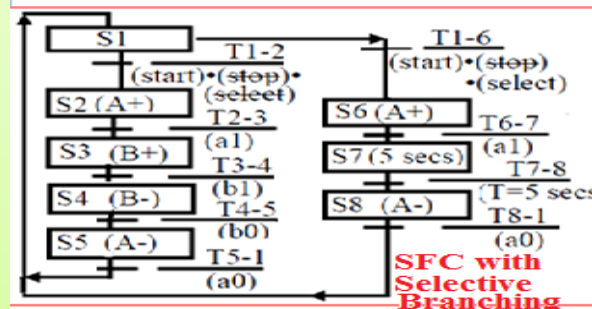 S1
T1-2
(start)•(stop)•
(select)
S2 (A+)
T2-3
(a1)
S3 (B+)
T3-4
(b1)
S4 (B-)
T4-5
(b0)
S5 (A-)
T5-1
(a0)
T1-6
(start)•(stop)
•(select)
S6 (A+)
T6-7
(a1)
S7 (5 secs)
T7-8
(T=5 secs
S8 (A-)
T8-1
(a0)
SFC with
Selective
Branching